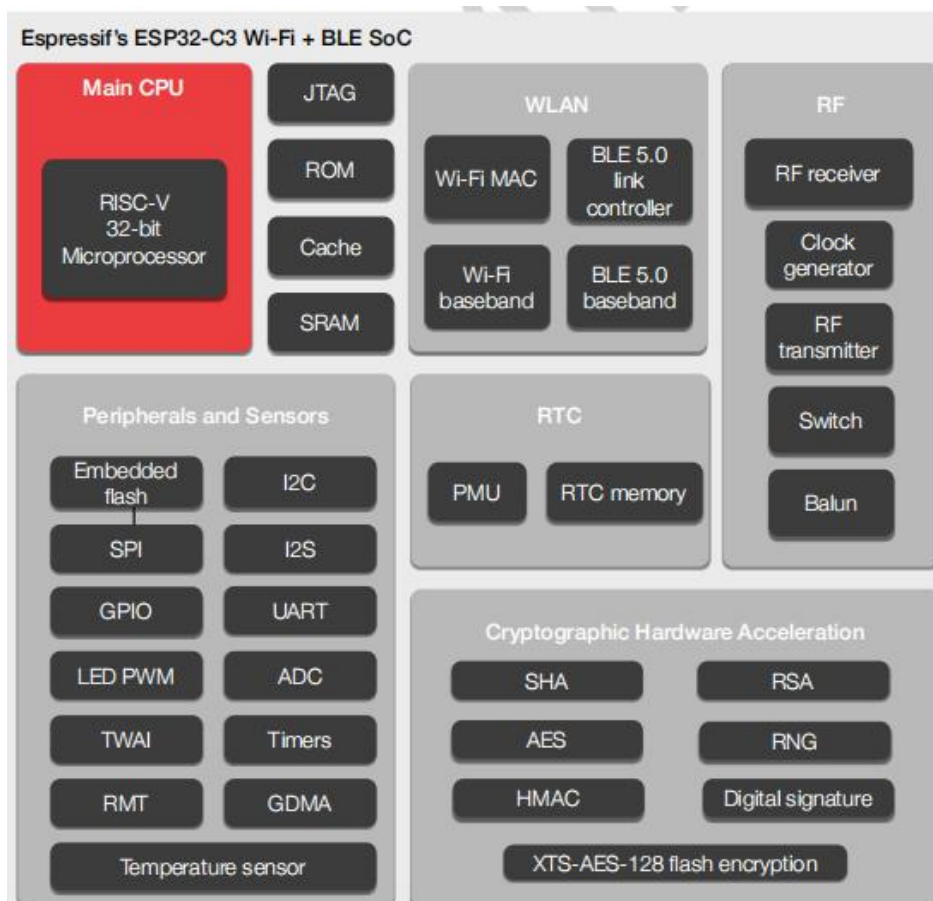 Espressif's ESP32-C3 Wi-Fi + BLE SoC
Main CPU
RISC-V
32-bit
Microprocessor
JTAG
ROM
Cache
SRAM
WLAN
Wi-Fi MAC
BLE 5.0
link
controller
Wi-Fi
baseband
BLE 5.0
baseband
RF
RF receiver
Clock
generator
RF
transmitter
Switch
Balun
Peripherals and Sensors
Embedded
flash
I2C
SPI
I2S
GPIO
UART
LED PWM
ADC
TWAI
Timers
RMT
GDMA
Temperature sensor
RTC
PMU
RTC memory
Cryptographic Hardware Acceleration
SHA
RSA
AES
RNG
HMAC
Digital signature
XTS-AES-128 flash encryption